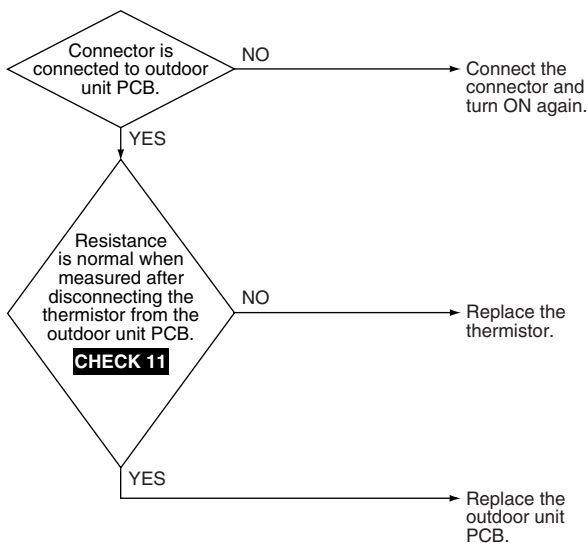 Connector is
connected to outdoor
unit PCB.
NO
Connect the
connector and
turn ON again.
YES
Resistance
is normal when
measured after
disconnecting the
thermistor from the
outdoor unit PCB.
CHECK 11
NO
Replace the
thermistor.
YES
Replace the
outdoor unit
PCB.